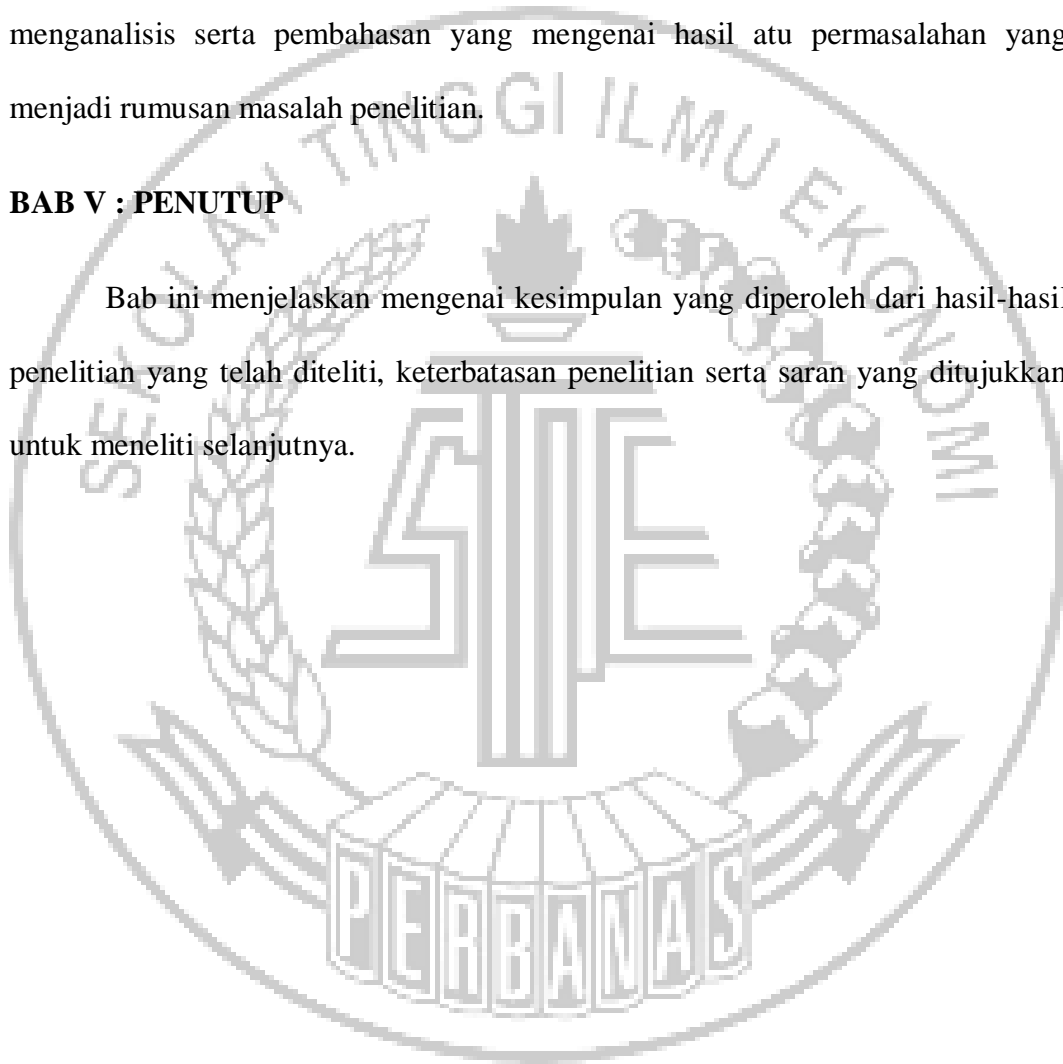 menganalisis serta pembahasan yang mengenai hasil atu permasalahan yang
menjadi rumusan masalah penelitian.
BAB V : PENUTUP
Bab ini menjelaskan mengenai kesimpulan yang diperoleh dari hasil-hasil
penelitian yang telah diteliti, keterbatasan penelitian serta saran yang ditujukkan
untuk meneliti selanjutnya.
SEKOLAH TINGGI ILMU EKONOMI
STIE
PERBANAS